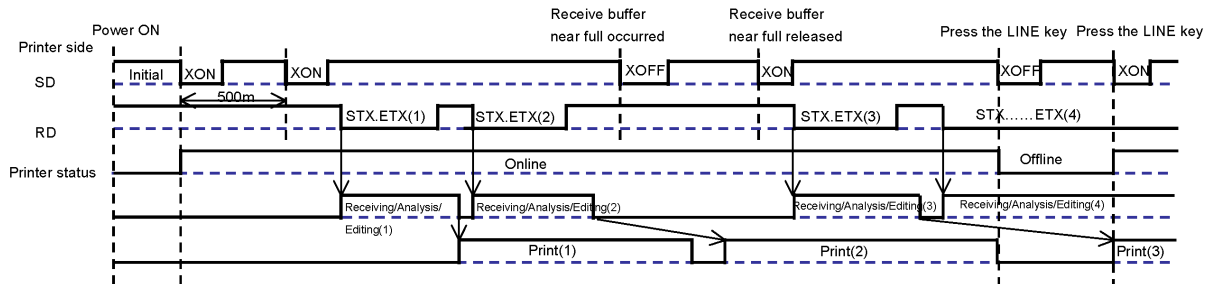 Receive buffer
near full occurred
Receive buffer
near full released
Power ON
Press the LINE key
Press the LINE key
Printer side
SD
Initial
XON
XON
XOFF
XON
XOFF
XON
500m
RD
STX.ETX(1)
STX.ETX(2)
STX.ETX(3)
STX......ETX(4)
Printer status
Online
Offline
Receiving/Analysis/
Editing(1)
Receiving/Analysis/Editing(2)
Receiving/Analysis/Editing(3)
Receiving/Analysis/Editing(4)
Print(1)
Print(2)
Print(3)